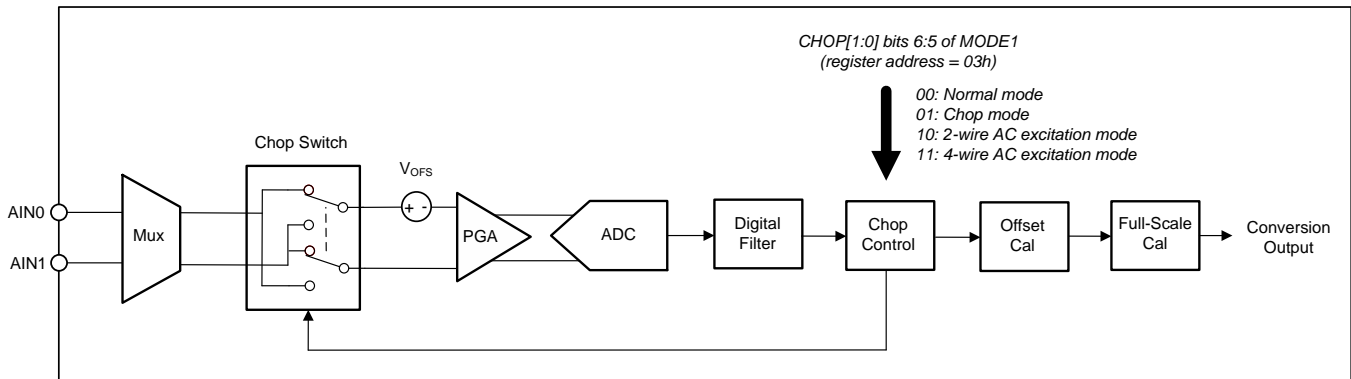 CHOP[1:0] bits 6:5 of MODE1
(register address = 03h)
00: Normal mode
01: Chop mode
10: 2-wire AC excitation mode
11: 4-wire AC excitation mode
Chop Switch
VOFS
+ -
AIN0
AIN1
Mux
PGA
ADC
Digital
Filter
Chop
Control
Offset
Cal
Full-Scale
Cal
Conversion
Output